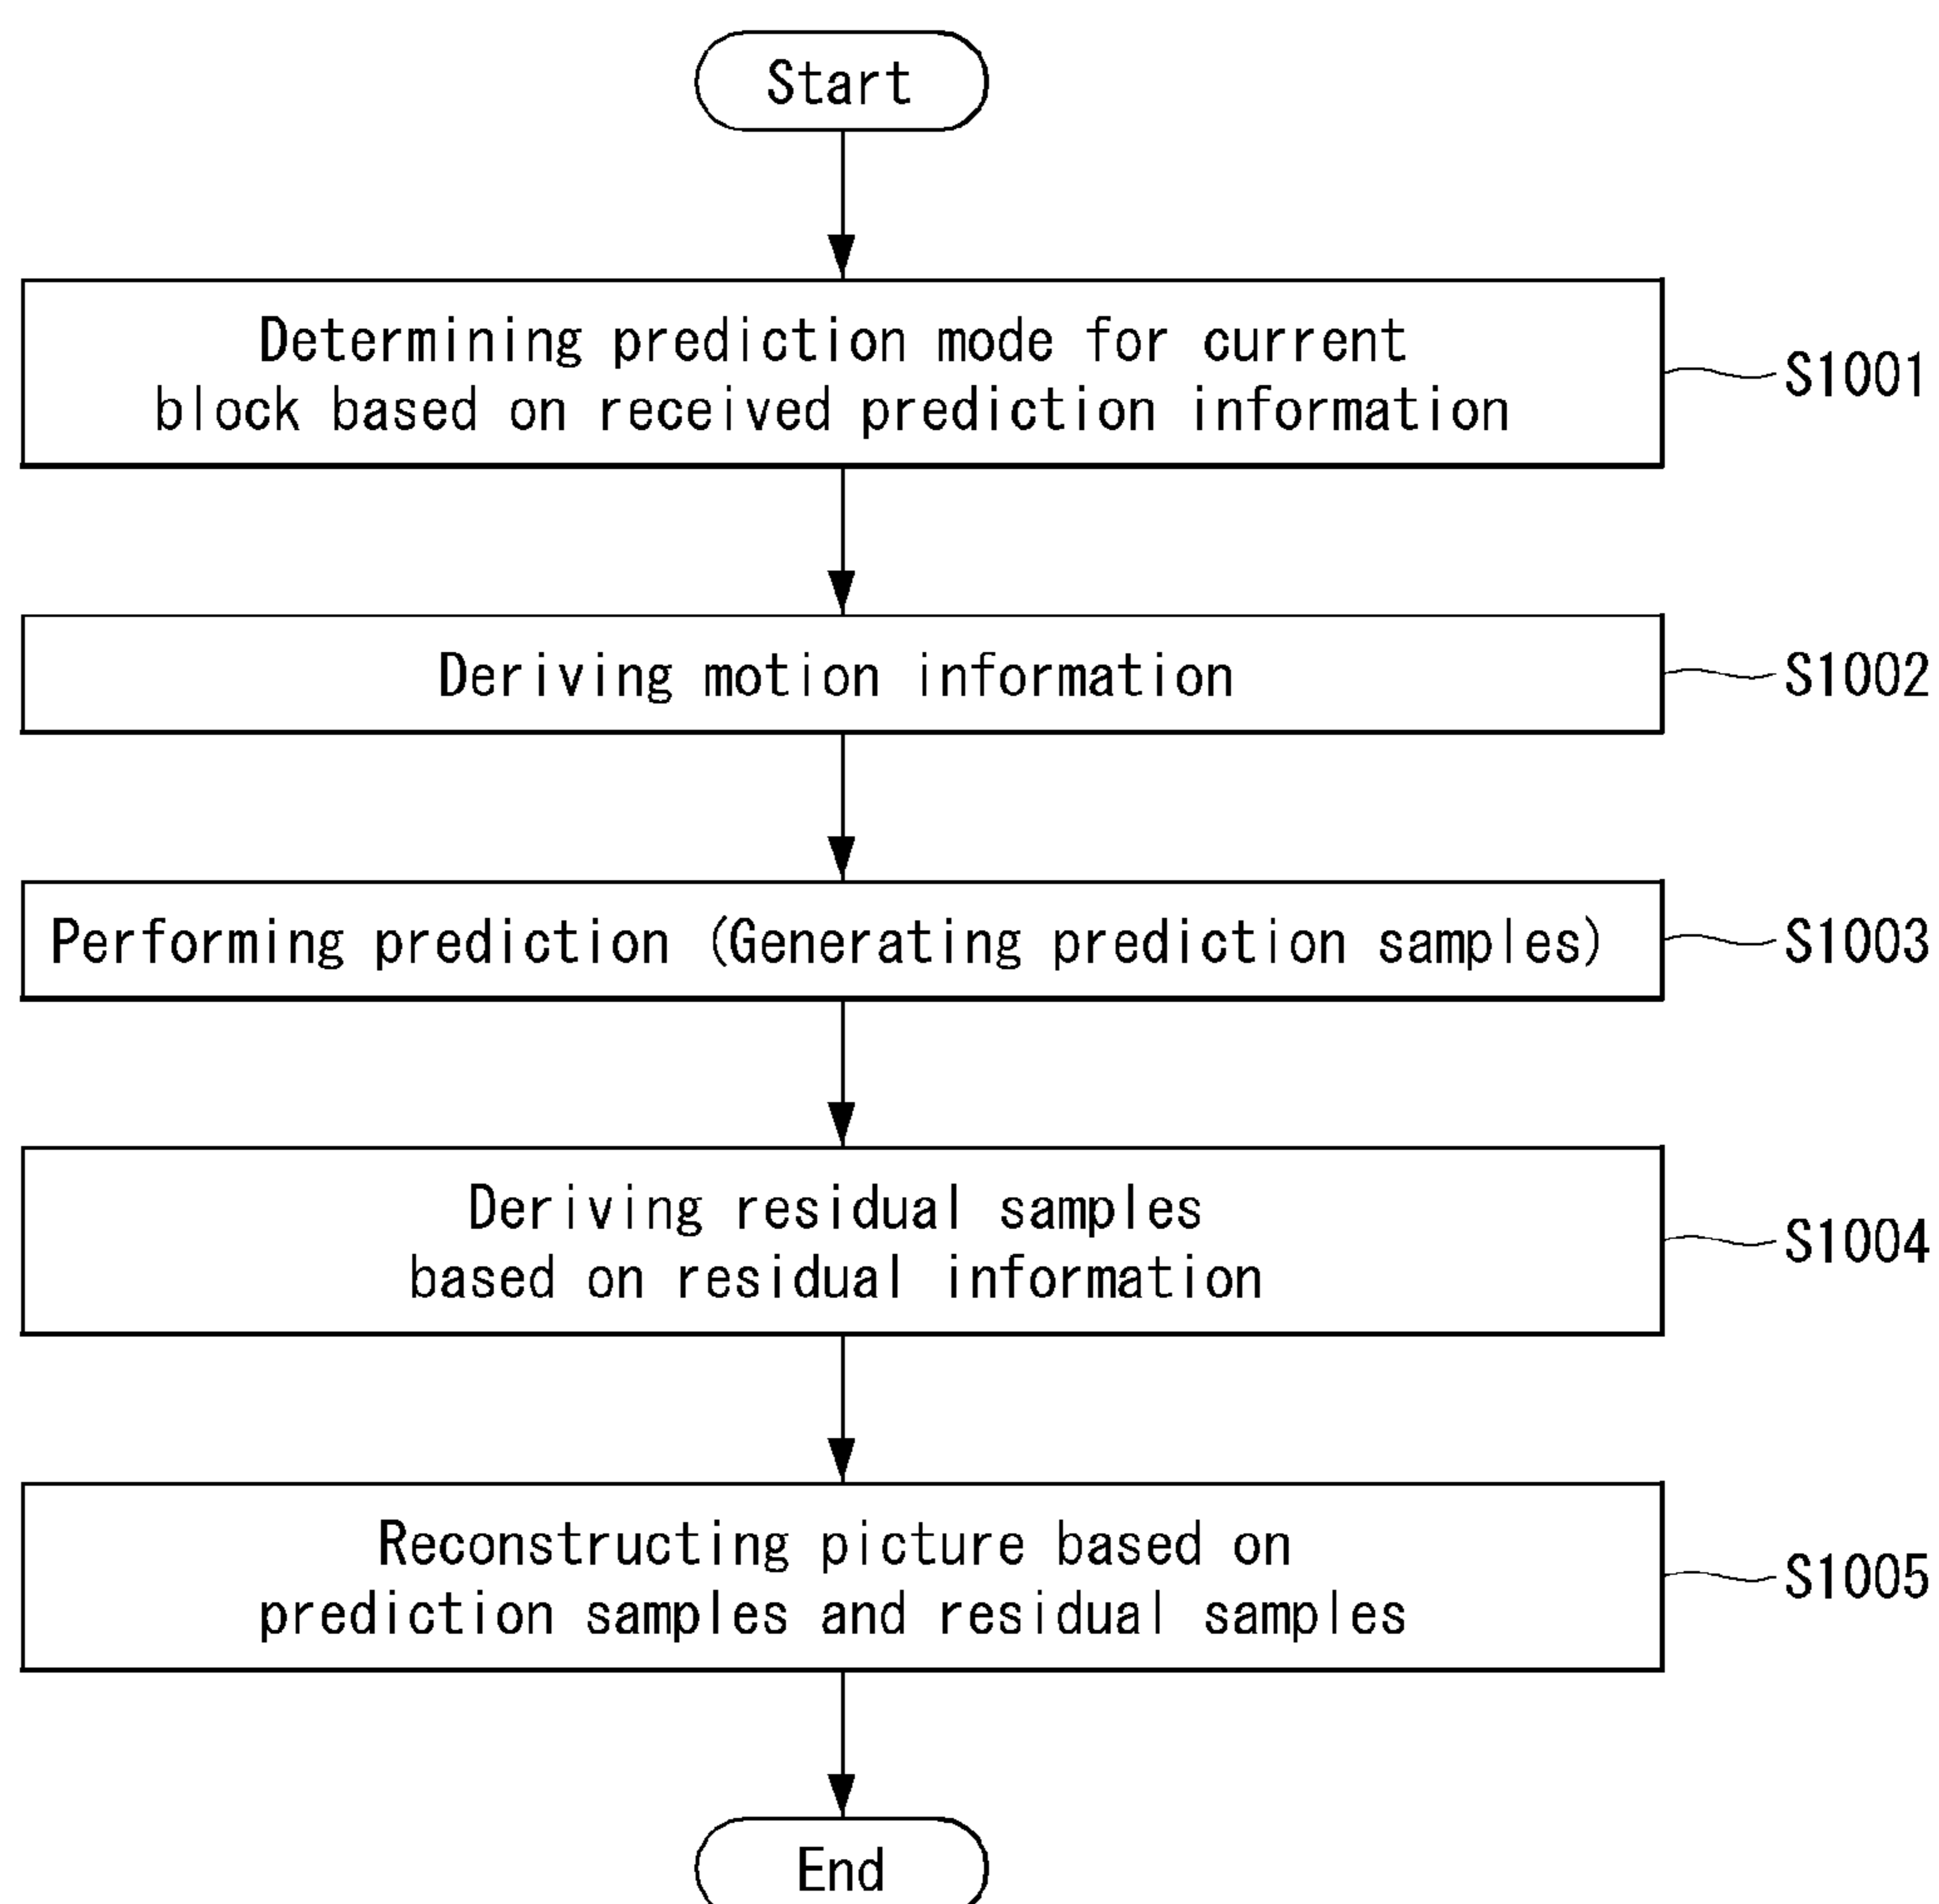 Start
Determining prediction mode for current
block based on received prediction information
S1001
Deriving motion information
S1002
Performing prediction (Generating prediction samples)
S1003
Deriving residual samples
based on residual information
S1004
Reconstructing picture based on
prediction samples and residual samples
S1005
End